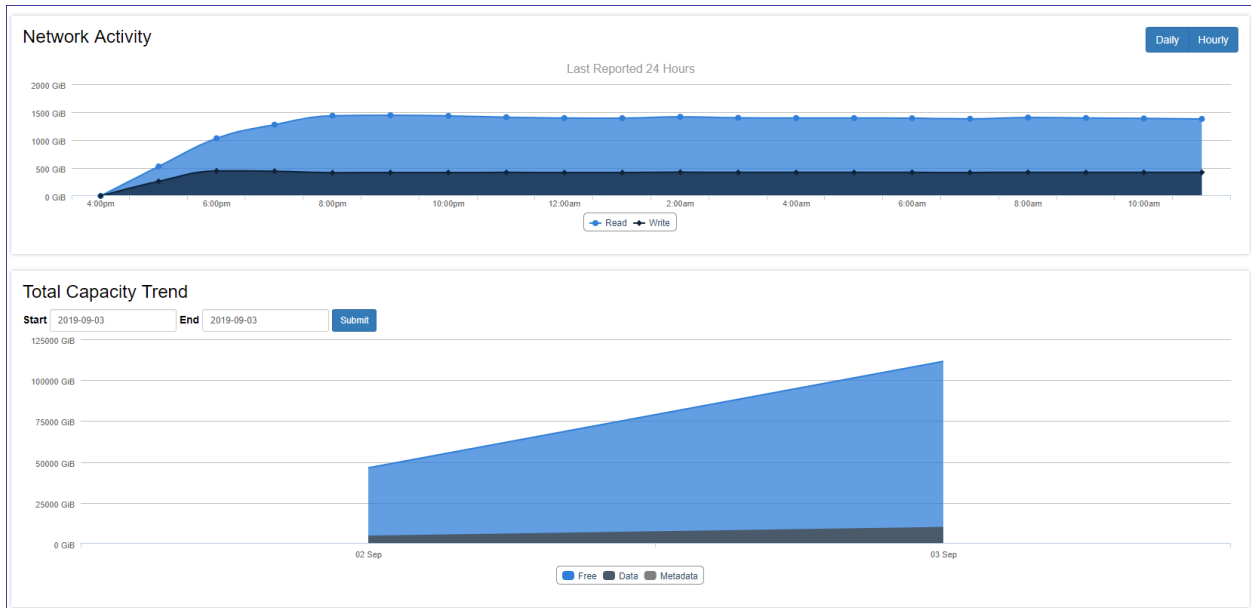 Network Activity
Daily Hourly
Last Reported 24 Hours
2000 GiB
1500 GiB
1000 GiB
500 GiB
0 GiB
4:00pm 6:00pm 8:00pm 10:00pm 12:00am 2:00am 4:00am 6:00am 8:00am 10:00am
Read Write
Total Capacity Trend
Start 2019-09-03 End 2019-09-03 Submit
125000 GiB
100000 GiB
75000 GiB
50000 GiB
25000 GiB
0 GiB
02 Sep 03 Sep
Free Data Metadata